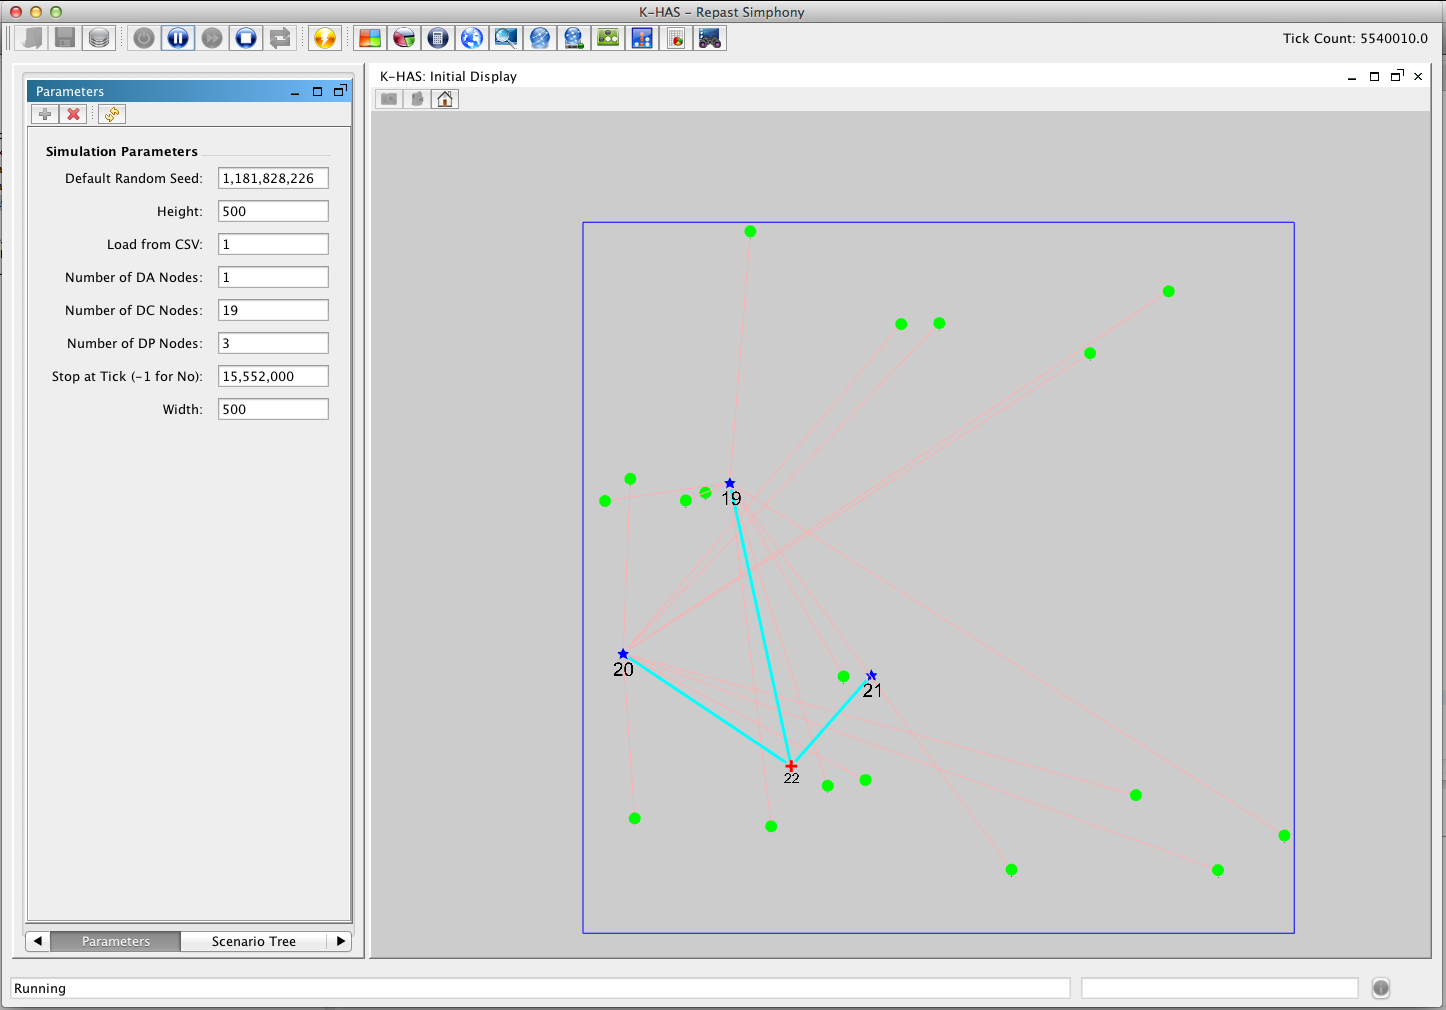 K-HAS - Repast Simphony
Tick Count: 5540010.0
Parameters
Simulation Parameters
Default Random Seed: 1,181,828,226
Height: 500
Load from CSV: 1
Number of DA Nodes: 1
Number of DC Nodes: 19
Number of DP Nodes: 3
Stop at Tick (-1 for No): 15,552,000
Width: 500
Parameters
Scenario Tree
K-HAS: Initial Display
19
20
21
22
Running